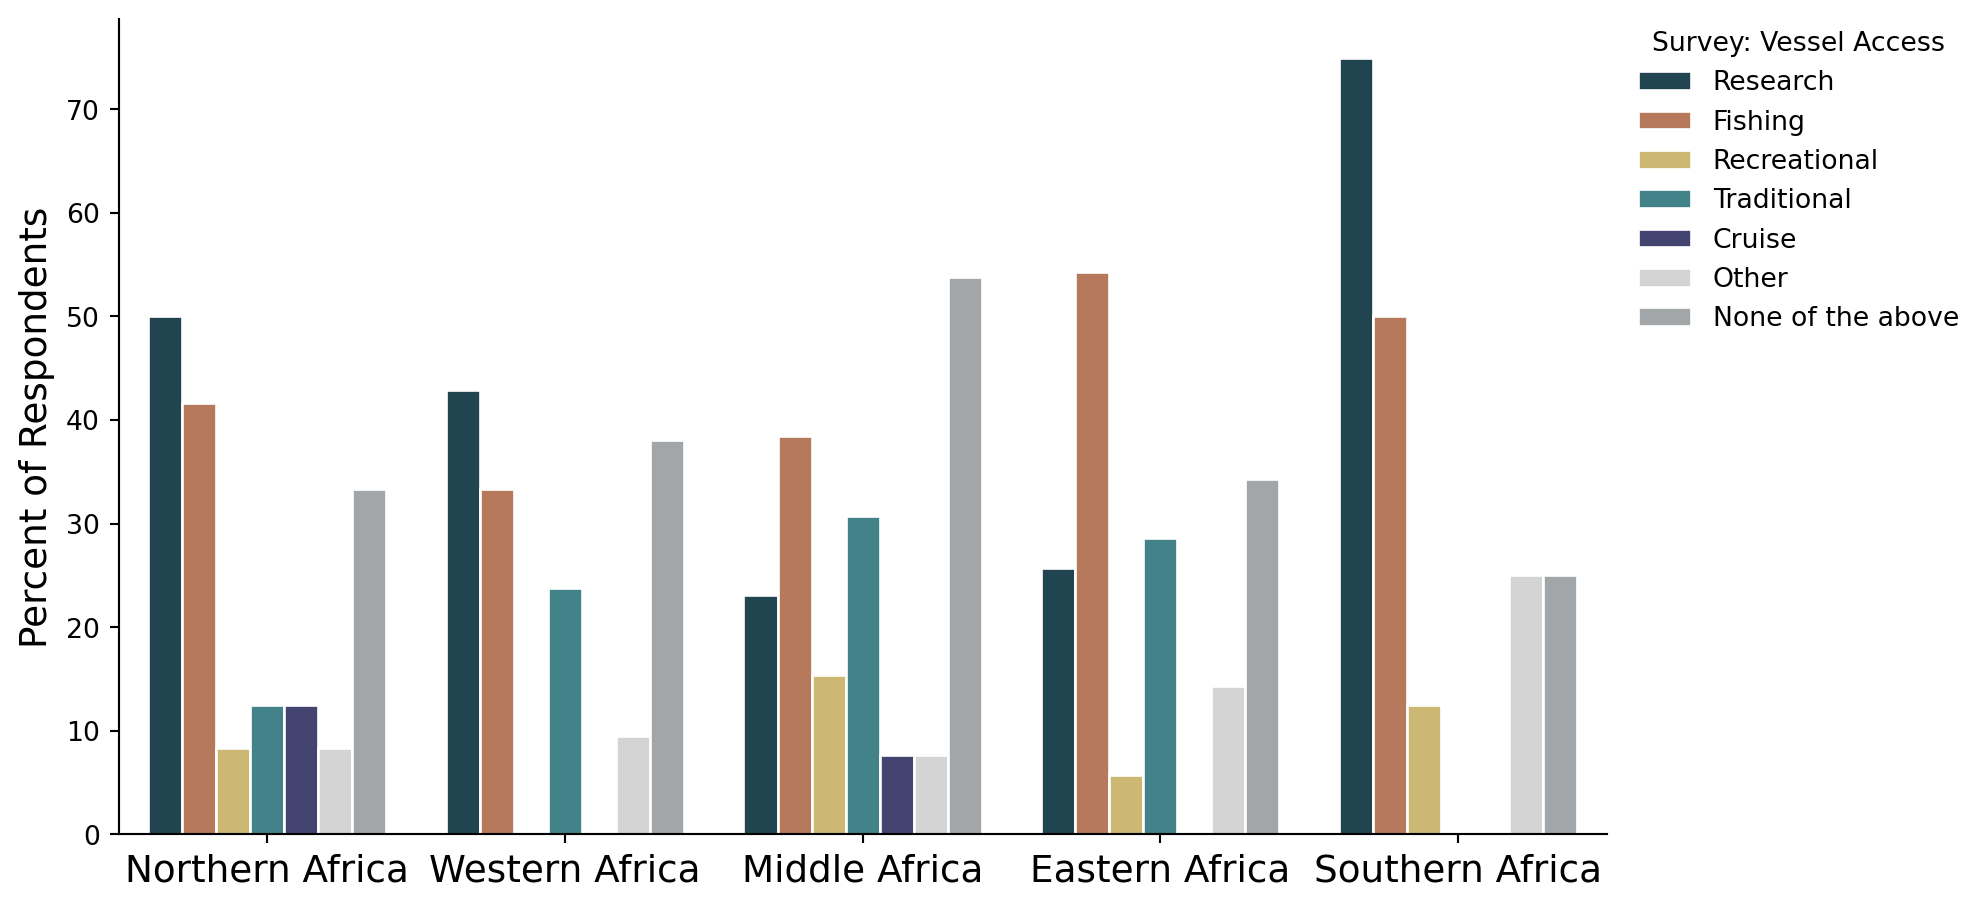 Survey: Vessel Access
Research
Fishing
Recreational
Traditional
Cruise
Other
None of the above
Percent of Respondents
70
60
50
40
30
20
10
0
Northern Africa
Western Africa
Middle Africa
Eastern Africa
Southern Africa